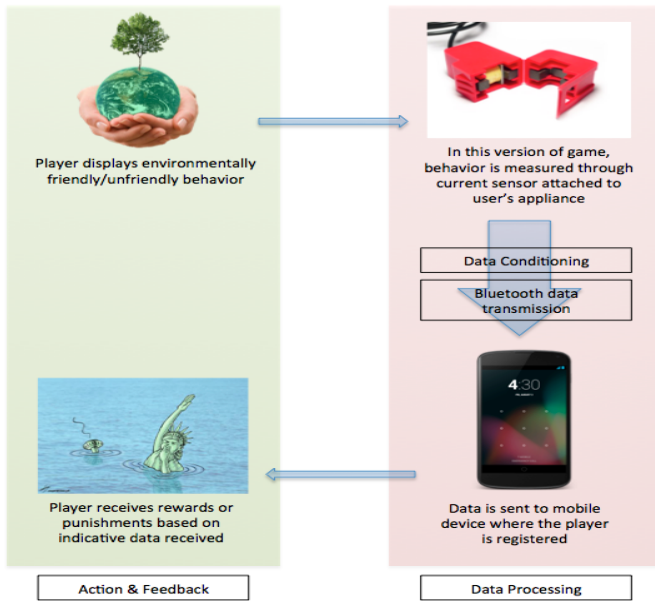 Player displays environmentally
friendly/unfriendly behavior
In this version of game,
behavior is measured through
current sensor attached to
user's appliance
Data Conditioning
Bluetooth data
transmission
4:30
Data is sent to mobile
device where the player
is registered
Player receives rewards or
punishments based on
indicative data received
Action & Feedback
Data Processing